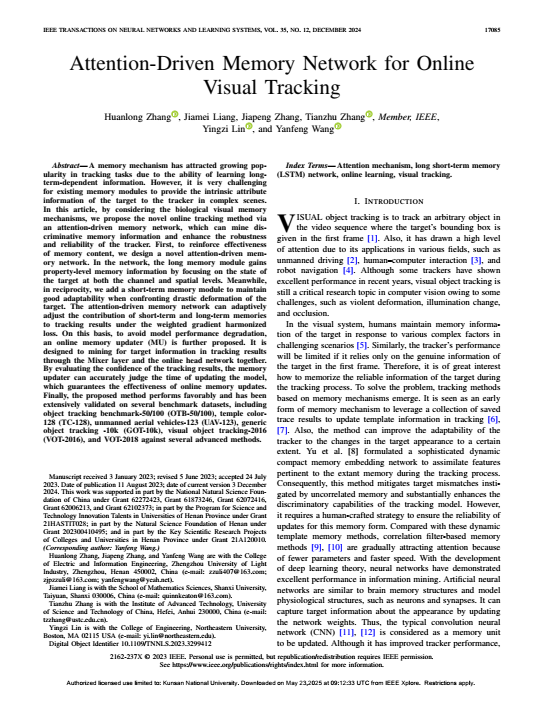 IEEE TRANSACTIONS ON NEURAL NETWORKS AND LEARNING SYSTEMS, VOL. 35, NO. 12, DECEMBER 2024
17085
Attention-Driven Memory Network for Online
Visual Tracking
Huanlong Zhang, Jiamei Liang, Jiapeng Zhang, Tianzhu Zhang, Member, IEEE,
Yingzi Lin, and Yanfeng Wang
Abstract—A memory mechanism has attracted growing pop-
ularity in tracking tasks due to the ability of learning long-
term-dependent information. However, it is very challenging
for existing memory modules to provide the intrinsic attribute
information of the target to the tracker in complex scenes.
In this article, by considering the biological visual memory
mechanisms, we propose the novel online tracking method via
an attention-driven memory network, which can mine dis-
criminative memory information and enhance the robustness
and reliability of the tracker. First, to reinforce effectiveness
of memory content, we design a novel attention-driven mem-
ory network. In the network, the long memory module gains
property-level memory information by focusing on the state of
the target at both the channel and spatial levels. Meanwhile,
in reciprocity, we add a short-term memory module to maintain
good adaptability when confronting drastic deformation of the
target. The attention-driven memory network can adaptively
adjust the contribution of short-term and long-term memories
to tracking results under the weighted gradient harmonized
loss. On this basis, to avoid model performance degradation,
an online memory updater (MU) is further proposed. It is
designed to mining for target information in tracking results
through the Mixer layer and the online head network together.
By evaluating the confidence of the tracking results, the memory
updater can accurately judge the time of updating the model,
which guarantees the effectiveness of online memory updates.
Finally, the proposed method performs favorably and has been
extensively validated on several benchmark datasets, including
object tracking benchmark-50/100 (OTB-50/100), temple color-
128 (TC-128), unmanned aerial vehicles-123 (UAV-123), generic
object tracking -10k (GOT-10k), visual object tracking-2016
(VOT-2016), and VOT-2018 against several advanced methods.
Manuscript received 3 January 2023; revised 5 June 2023; accepted 24 July
2023. Date of publication 11 August 2023; date of current version 3 December
2024. This work was supported in part by the National Natural Science Foun-
dation of China under Grant 62272423, Grant 61873246, Grant 62072416,
Grant 62006213, and Grant 62102373; in part by the Program for Science and
Technology Innovation Talents in Universities of Henan Province under Grant
21HASTIT028; in part by the Natural Science Foundation of Henan under
Grant 202300410495; and in part by the Key Scientific Research Projects
of Colleges and Universities in Henan Province under Grant 21A120010.
(Corresponding author: Yanfeng Wang.)
Huanlong Zhang, Jiapeng Zhang, and Yanfeng Wang are with the College
of Electric and Information Engineering, Zhengzhou University of Light
Industry, Zhengzhou, Henan 450002, China (e-mail: zzuli407@163.com;
zjpzzuli@163.com; yanfengwang@yeah.net).
Jiamei Liang is with the School of Mathematics Sciences, Shanxi University,
Taiyuan, Shanxi 030006, China (e-mail: quinnkeaton@163.com).
Tianzhu Zhang is with the Institute of Advanced Technology, University
of Science and Technology of China, Hefei, Anhui 230000, China (e-mail:
tzzhang@ustc.edu.cn).
Yingzi Lin is with the College of Engineering, Northeastern University,
Boston, MA 02115 USA (e-mail: yi.lin@northeastern.edu).
Digital Object Identifier 10.1109/TNNLS.2023.3299412
Index Terms—Attention mechanism, long short-term memory
(LSTM) network, online learning, visual tracking.
I. INTRODUCTION
VISUAL object tracking is to track an arbitrary object in
the video sequence where the target's bounding box is
given in the first frame [1]. Also, it has drawn a high level
of attention due to its applications in various fields, such as
unmanned driving [2], human–computer interaction [3], and
robot navigation [4]. Although some trackers have shown
excellent performance in recent years, visual object tracking is
still a critical research topic in computer vision owing to some
challenges, such as violent deformation, illumination change,
and occlusion.
In the visual system, humans maintain memory informa-
tion of the target in response to various complex factors in
challenging scenarios [5]. Similarly, the tracker's performance
will be limited if it relies only on the genuine information of
the target in the first frame. Therefore, it is of great interest
how to memorize the reliable information of the target during
the tracking process. To solve the problem, tracking methods
based on memory mechanisms emerge. It is seen as an early
form of memory mechanism to leverage a collection of saved
trace results to update template information in tracking [6],
[7]. Also, the method can improve the adaptability of the
tracker to the changes in the target appearance to a certain
extent. Yu et al. [8] formulated a sophisticated dynamic
compact memory embedding network to assimilate features
pertinent to the extant memory during the tracking process.
Consequently, this method mitigates target mismatches insti-
gated by uncorrelated memory and substantially enhances the
discriminatory capabilities of the tracking model. However,
it requires a human-crafted strategy to ensure the reliability of
updates for this memory form. Compared with these dynamic
template memory methods, correlation filter-based memory
methods [9], [10] are gradually attracting attention because
of fewer parameters and faster speed. With the development
of deep learning theory, neural networks have demonstrated
excellent performance in information mining. Artificial neural
networks are similar to brain memory structures and model
physiological structures, such as neurons and synapses. It can
capture target information about the appearance by updating
the network weights. Thus, the typical convolution neural
network (CNN) [11], [12] is considered as a memory unit
to be updated. Although it has improved tracker performance,
2162-237X © 2023 IEEE. Personal use is permitted, but republication/redistribution requires IEEE permission.
See https://www.ieee.org/publications/rights/index.html for more information.
Authorized licensed use limited to: Kunsan National University. Downloaded on May 23,2025 at 09:12:33 UTC from IEEE Xplore. Restrictions apply.